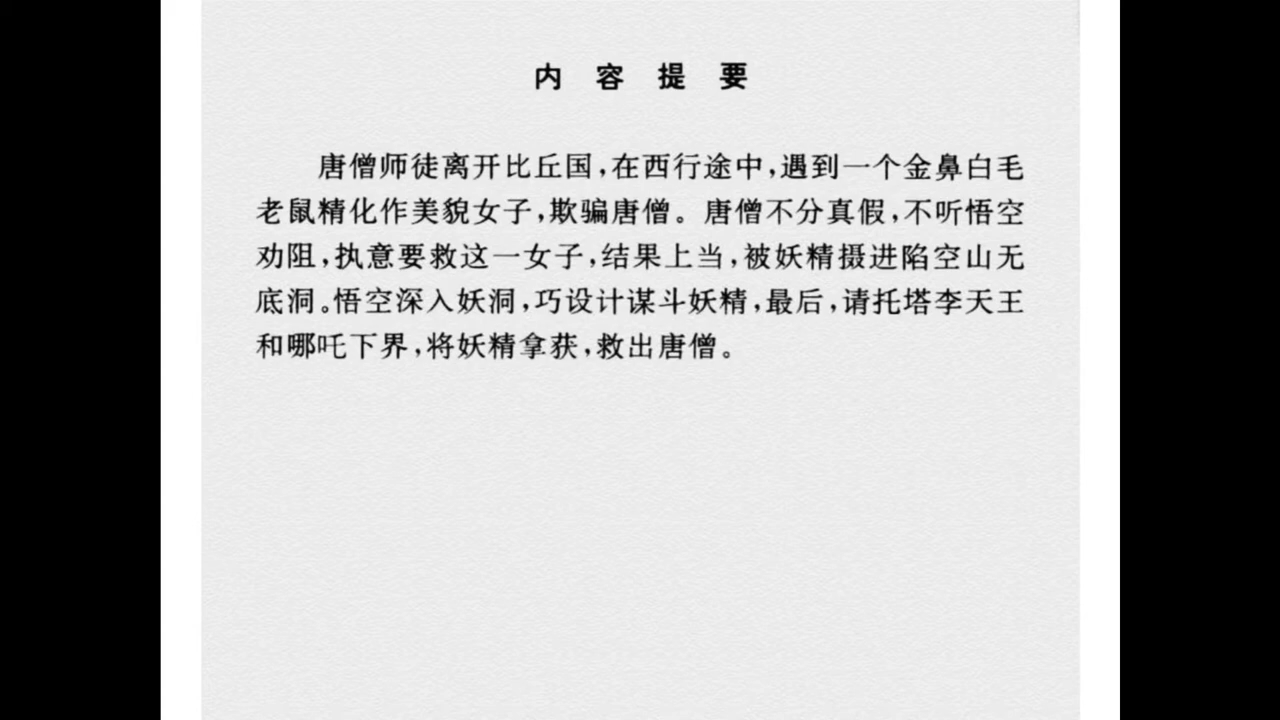 内容提要
唐僧师徒离开比丘国,在西行途中,遇到一个金鼻白毛
老鼠精化作美貌女子,欺骗唐僧。唐僧不分真假,不听悟空
劝阻,执意要救这一女子,结果上当,被妖精摄进陷空山无
底洞。悟空深入妖洞,巧设计谋斗妖精,最后,请托塔李天王
和哪吒下界,将妖精拿获,救出唐僧。